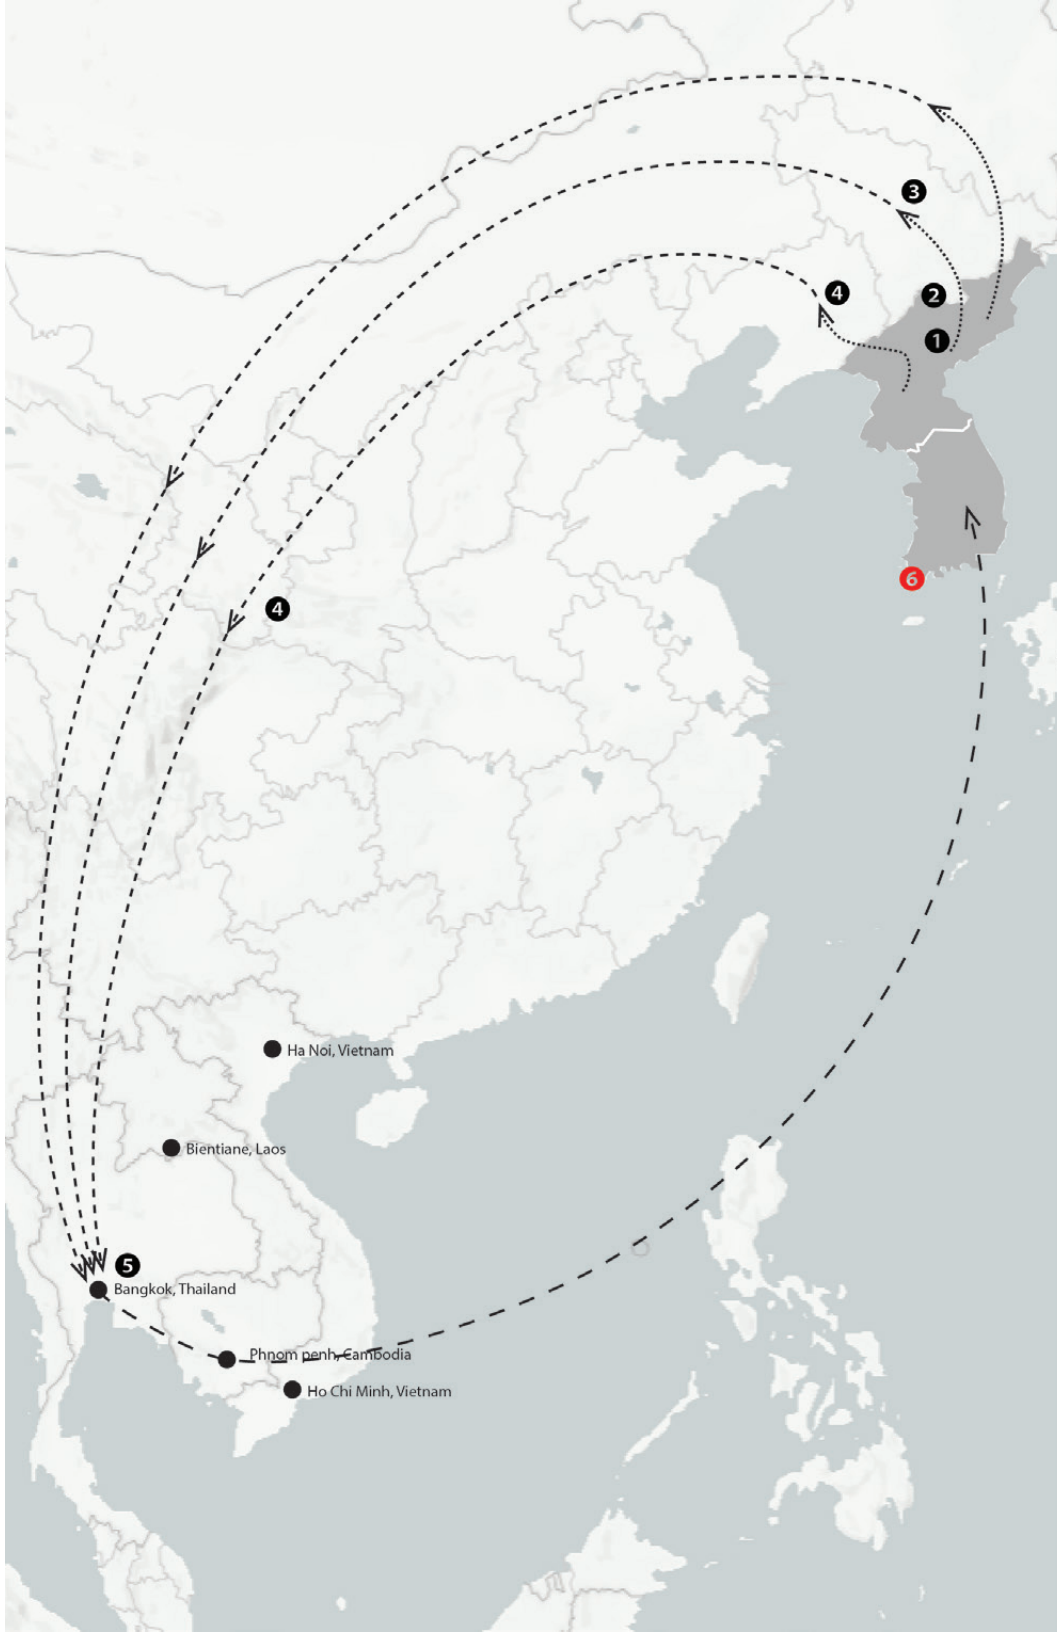 3
4
2
1
6
4
Ha Noi, Vietnam
Bientiane, Laos
5
Bangkok, Thailand
Phnom penh, Cambodia
Ho Chi Minh, Vietnam